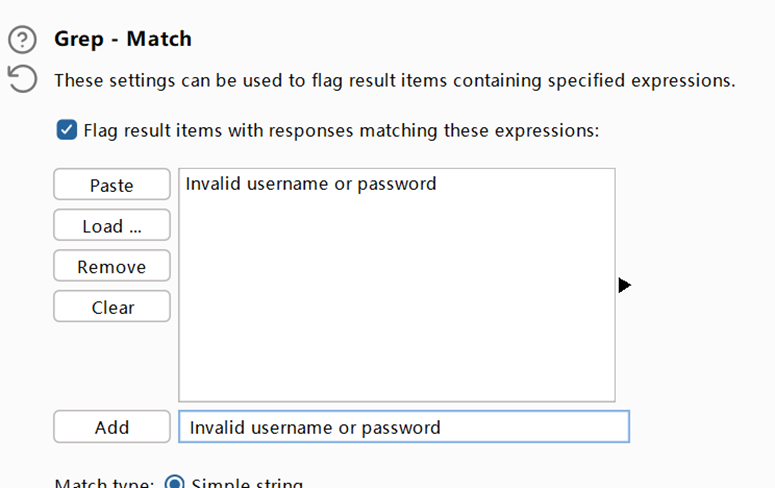 Grep - Match
These settings can be used to flag result items containing specified expressions.
Flag result items with responses matching these expressions:
Paste
Invalid username or password
Load ...
Remove
Clear
Add
Invalid username or password
Match type:
Simple string